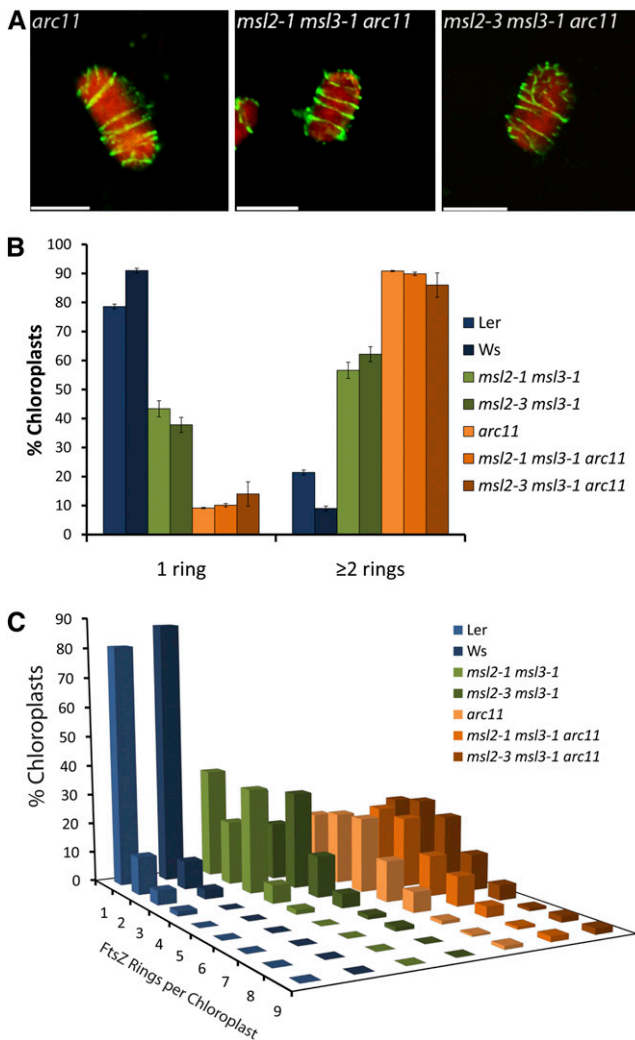 A
arc11
msl2-1 msl3-1 arc11
msl2-3 msl3-1 arc11
B
100
90
80
70
60
50
40
30
20
10
0
% Chloroplasts
1 ring
≥2 rings
Ler
Ws
msl2-1 msl3-1
msl2-3 msl3-1
arc11
msl2-1 msl3-1 arc11
msl2-3 msl3-1 arc11
C
90
80
70
60
50
40
30
20
10
0
% Chloroplasts
1
2
3
4
5
6
7
8
9
FtsZ Rings per Chloroplast
Ler
Ws
msl2-1 msl3-1
msl2-3 msl3-1
arc11
msl2-1 msl3-1 arc11
msl2-3 msl3-1 arc11